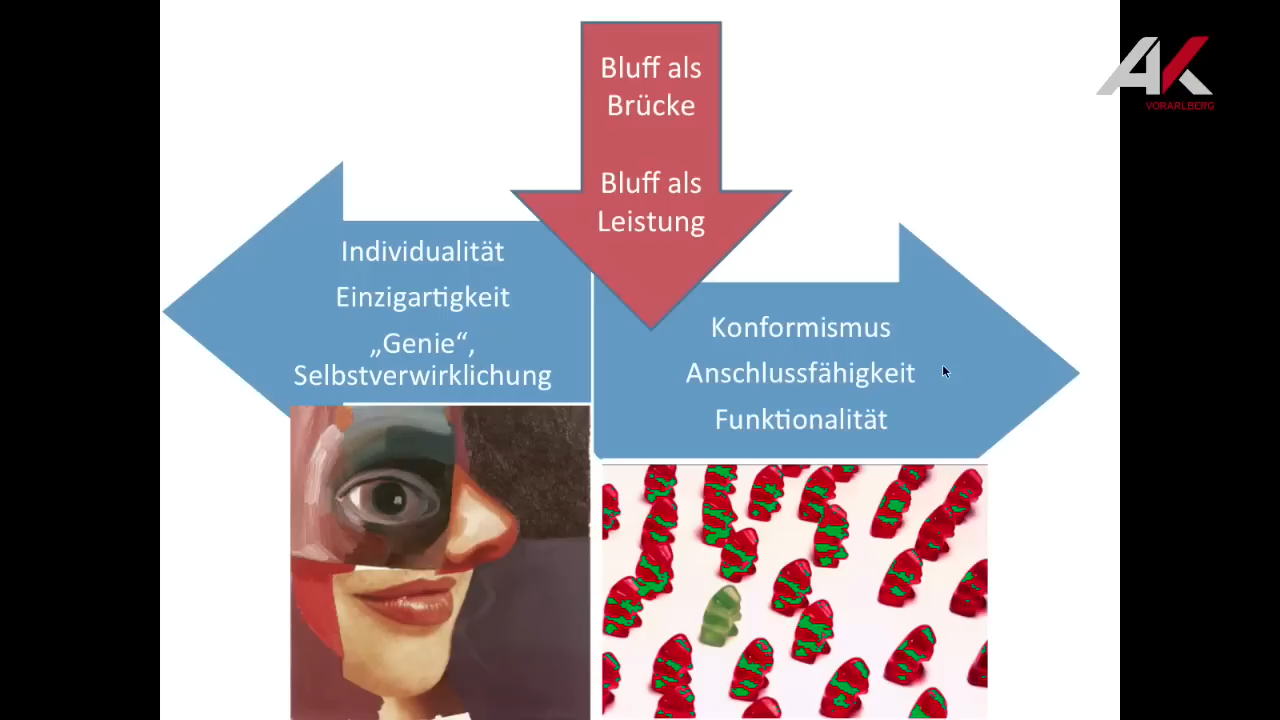 Bluff als
Brücke
Bluff als
Leistung
AK
VORARLBERG
Individualität
Einzigartigkeit
„Genie“,
Selbstverwirklichung
Konformismus
Anschlussfähigkeit
Funktionalität